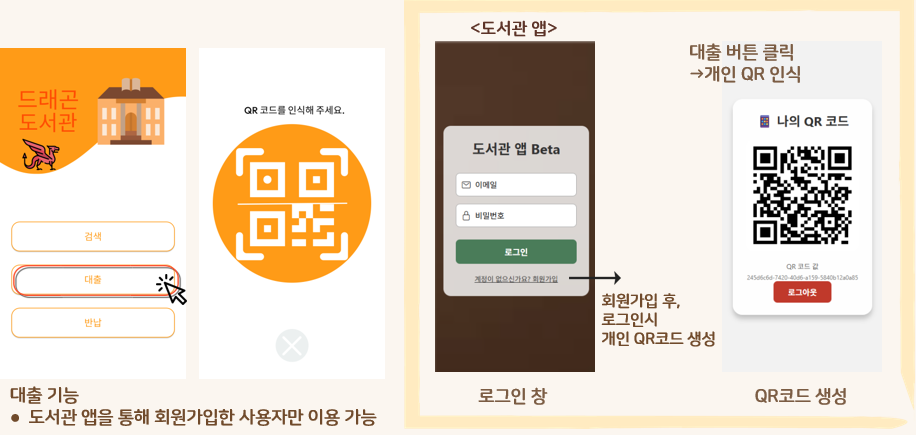 드래곤
도서관
검색
대출
반납
QR 코드를 인식해 주세요.
대출 기능
● 도서관 앱을 통해 회원가입한 사용자만 이용 가능
<도서관 앱>
도서관 앱 Beta
이메일
비밀번호
로그인
계정이 없으신가요? 회원가입
로그인 창
회원가입 후,
로그인시
개인 QR코드 생성
대출 버튼 클릭
→개인 QR 인식
나의 QR 코드
QR 코드 값
245d6c6d-7420-40d6-a159-5840b12a0a85
로그아웃
QR코드 생성